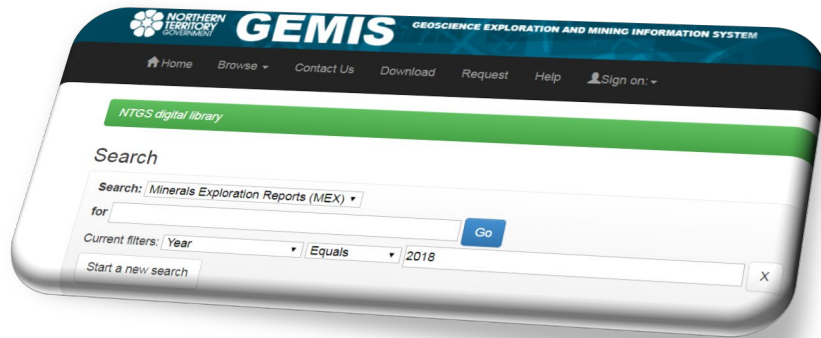 NORTHERN
TERRITORY
GOVERNMENT
GEMIS
GEOSCIENCE EXPLORATION AND MINING INFORMATION SYSTEM
Home Browse Contact Us Download Request Help Sign on:
NTGS digital library
Search
Search: Minerals Exploration Reports (MEX)
for Go
Current filters: Year Equals 2018 X
Start a new search